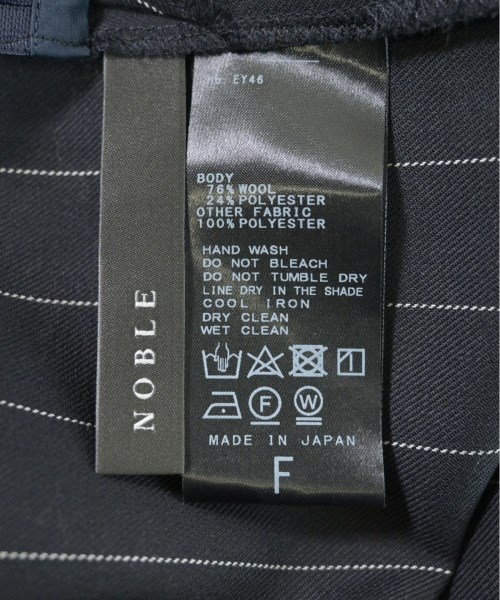 EY46
BODY
76% WOOL
24% POLYESTER
OTHER FABRIC
100% POLYESTER
HAND WASH
DO NOT BLEACH
DO NOT TUMBLE DRY
LINE DRY IN THE SHADE
COOL IRON
DRY CLEAN
WET CLEAN
F W
MADE IN JAPAN
F
NOBLE